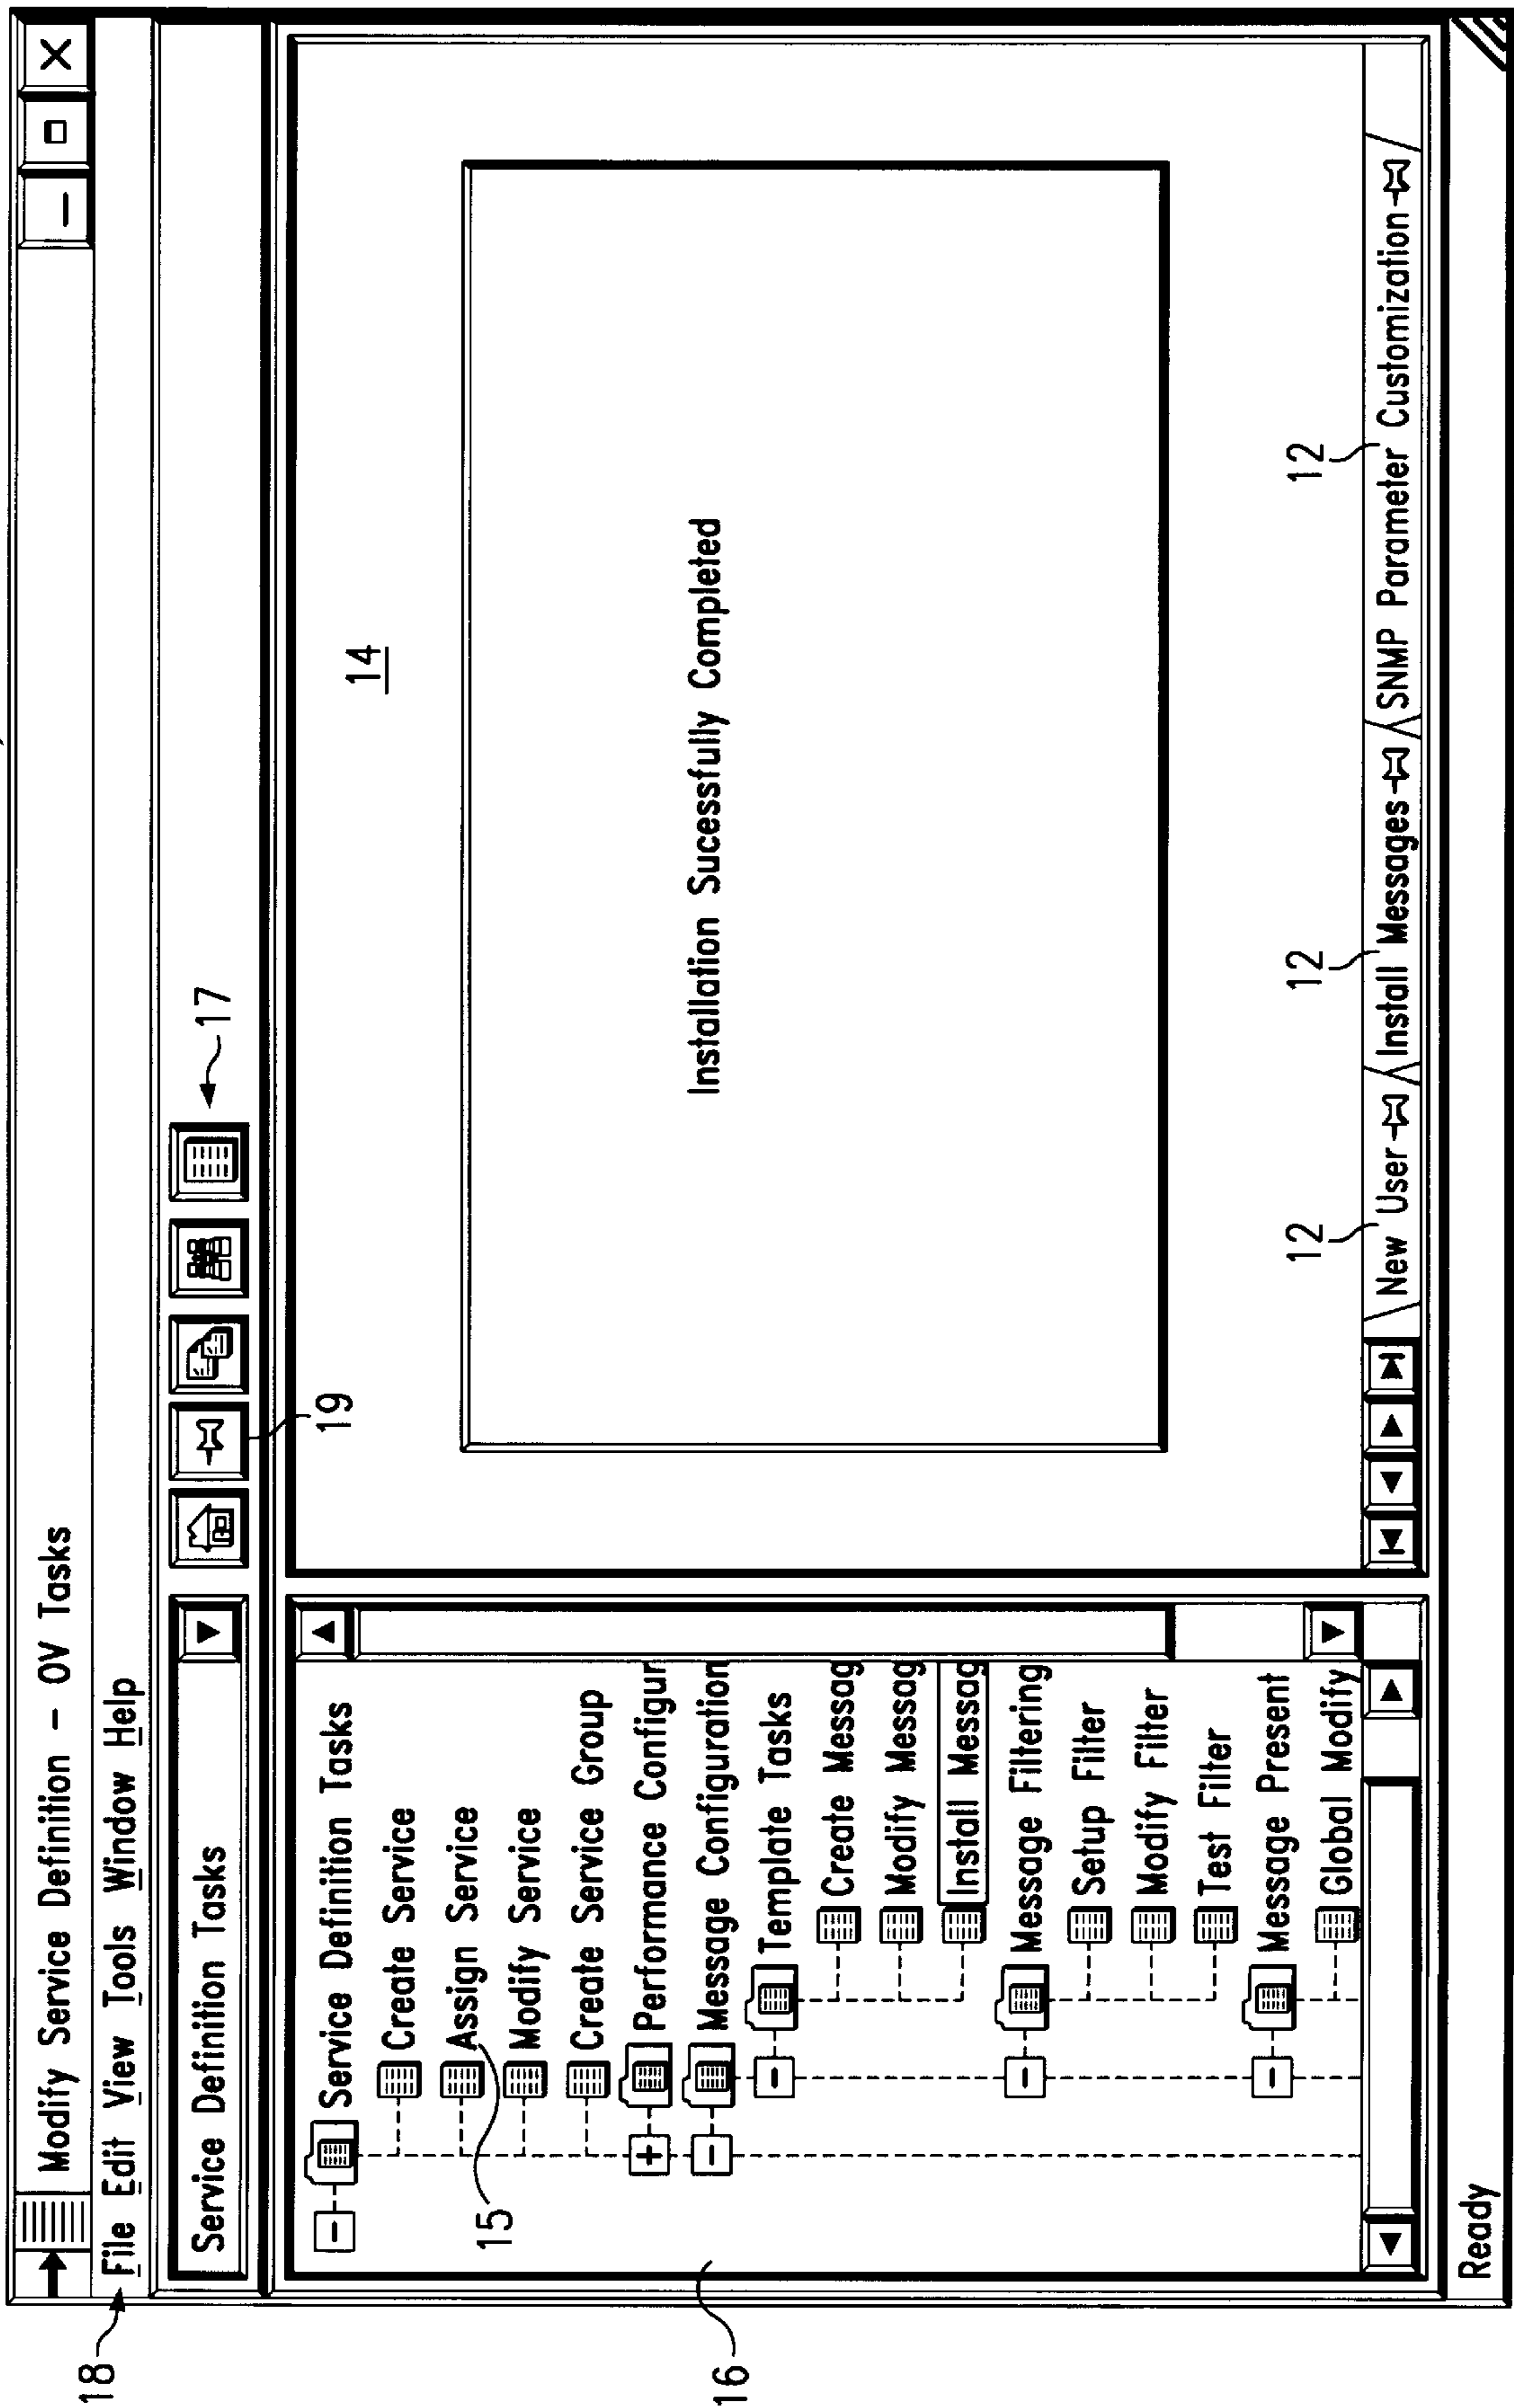 Modify Service Definition - OV Tasks
18
File Edit View Tools Window Help
Service Definition Tasks
17
19
Service Definition Tasks
Create Service
Assign Service
15
Modify Service
Create Service Group
Performance Configur
Message Configuration
16
Template Tasks
Create Messag
Modify Messag
Install Messag
Message Filtering
Setup Filter
Modify Filter
Test Filter
Message Present
Global Modify
14
Installation Sucessfully Completed
12
12
12
New User
Install Messages
SNMP Parameter Customization
Ready